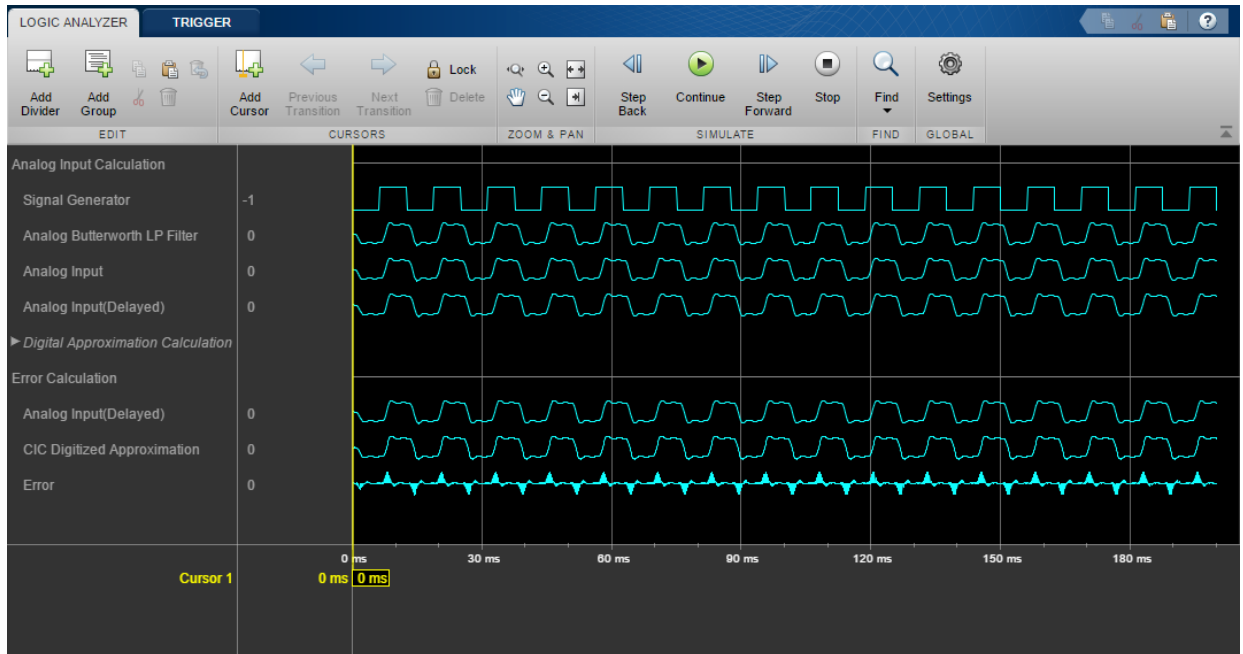 LOGIC ANALYZER TRIGGER ?
Lock
Delete
Add Divider
Add Group
Add Cursor
Previous Transition
Next Transition
Step Back
Continue
Step Forward
Stop
Find
Settings
EDIT CURSORS ZOOM & PAN SIMULATE FIND GLOBAL
Analog Input Calculation
Signal Generator -1
Analog Butterworth LP Filter 0
Analog Input 0
Analog Input(Delayed) 0
Digital Approximation Calculation
Error Calculation
Analog Input(Delayed) 0
CIC Digitized Approximation 0
Error 0
0 ms 30 ms 60 ms 90 ms 120 ms 150 ms 180 ms
Cursor 1 0 ms 0 ms